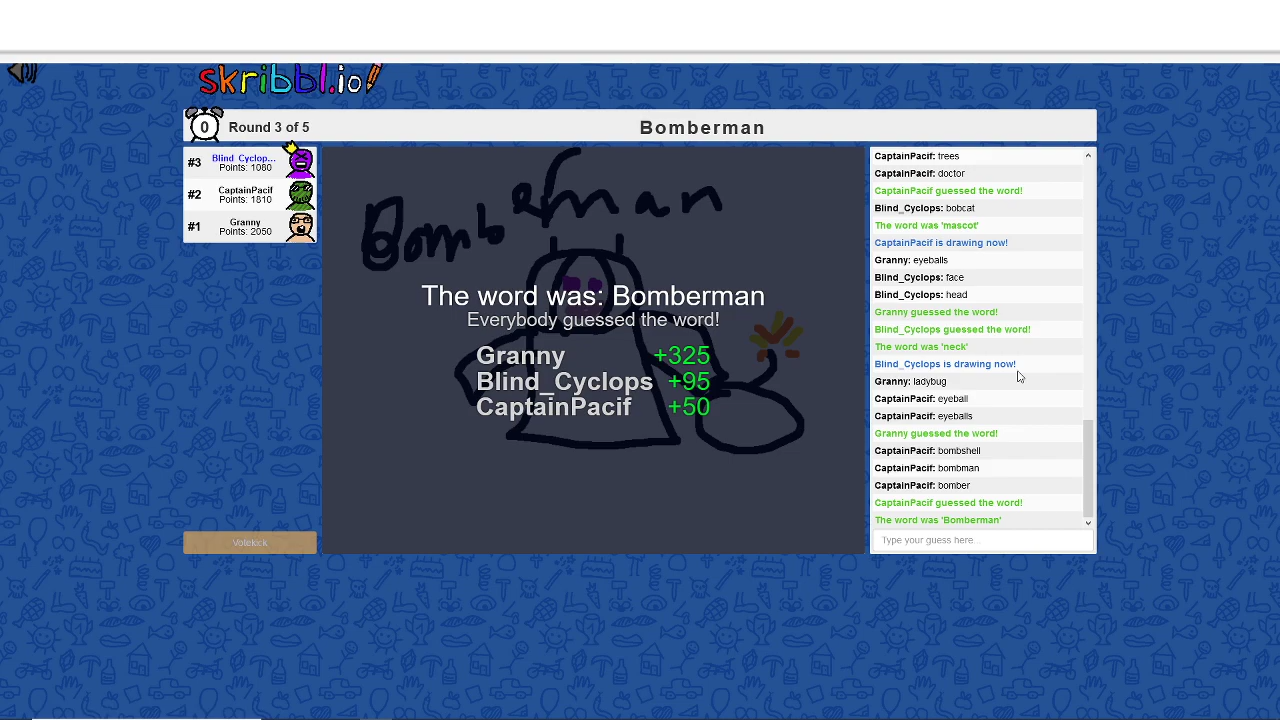 skribbl.io
0 Round 3 of 5
Bomberman
#3 Blind_Cyclop...
Points: 1080
#2 CaptainPacif
Points: 1810
#1 Granny
Points: 2050
Votekick
Bomberman
The word was: Bomberman
Everybody guessed the word!
Granny +325
Blind_Cyclops +95
CaptainPacif +50
CaptainPacif: trees
CaptainPacif: doctor
CaptainPacif guessed the word!
Blind_Cyclops: bobcat
The word was 'mascot'
CaptainPacif is drawing now!
Granny: eyeballs
Blind_Cyclops: face
Blind_Cyclops: head
Granny guessed the word!
Blind_Cyclops guessed the word!
The word was 'neck'
Blind_Cyclops is drawing now!
Granny: ladybug
CaptainPacif: eyeball
CaptainPacif: eyeballs
Granny guessed the word!
CaptainPacif: bombshell
CaptainPacif: bombman
CaptainPacif: bomber
CaptainPacif guessed the word!
The word was 'Bomberman'
Type your guess here...